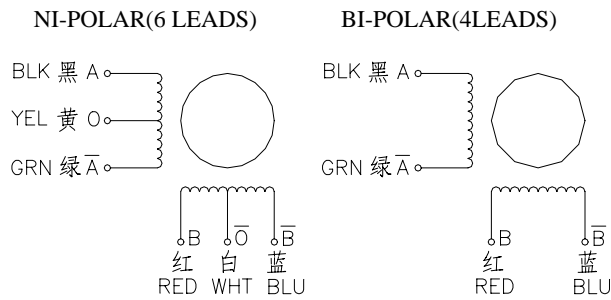 NI-POLAR(6 LEADS)
BI-POLAR(4LEADS)
BLK 黑 A
YEL 黄 O
GRN 绿 A̅
B O̅ B̅
红 白 蓝
RED WHT BLU
BLK 黑 A
GRN 绿 A̅
B B̅
红 蓝
RED BLU